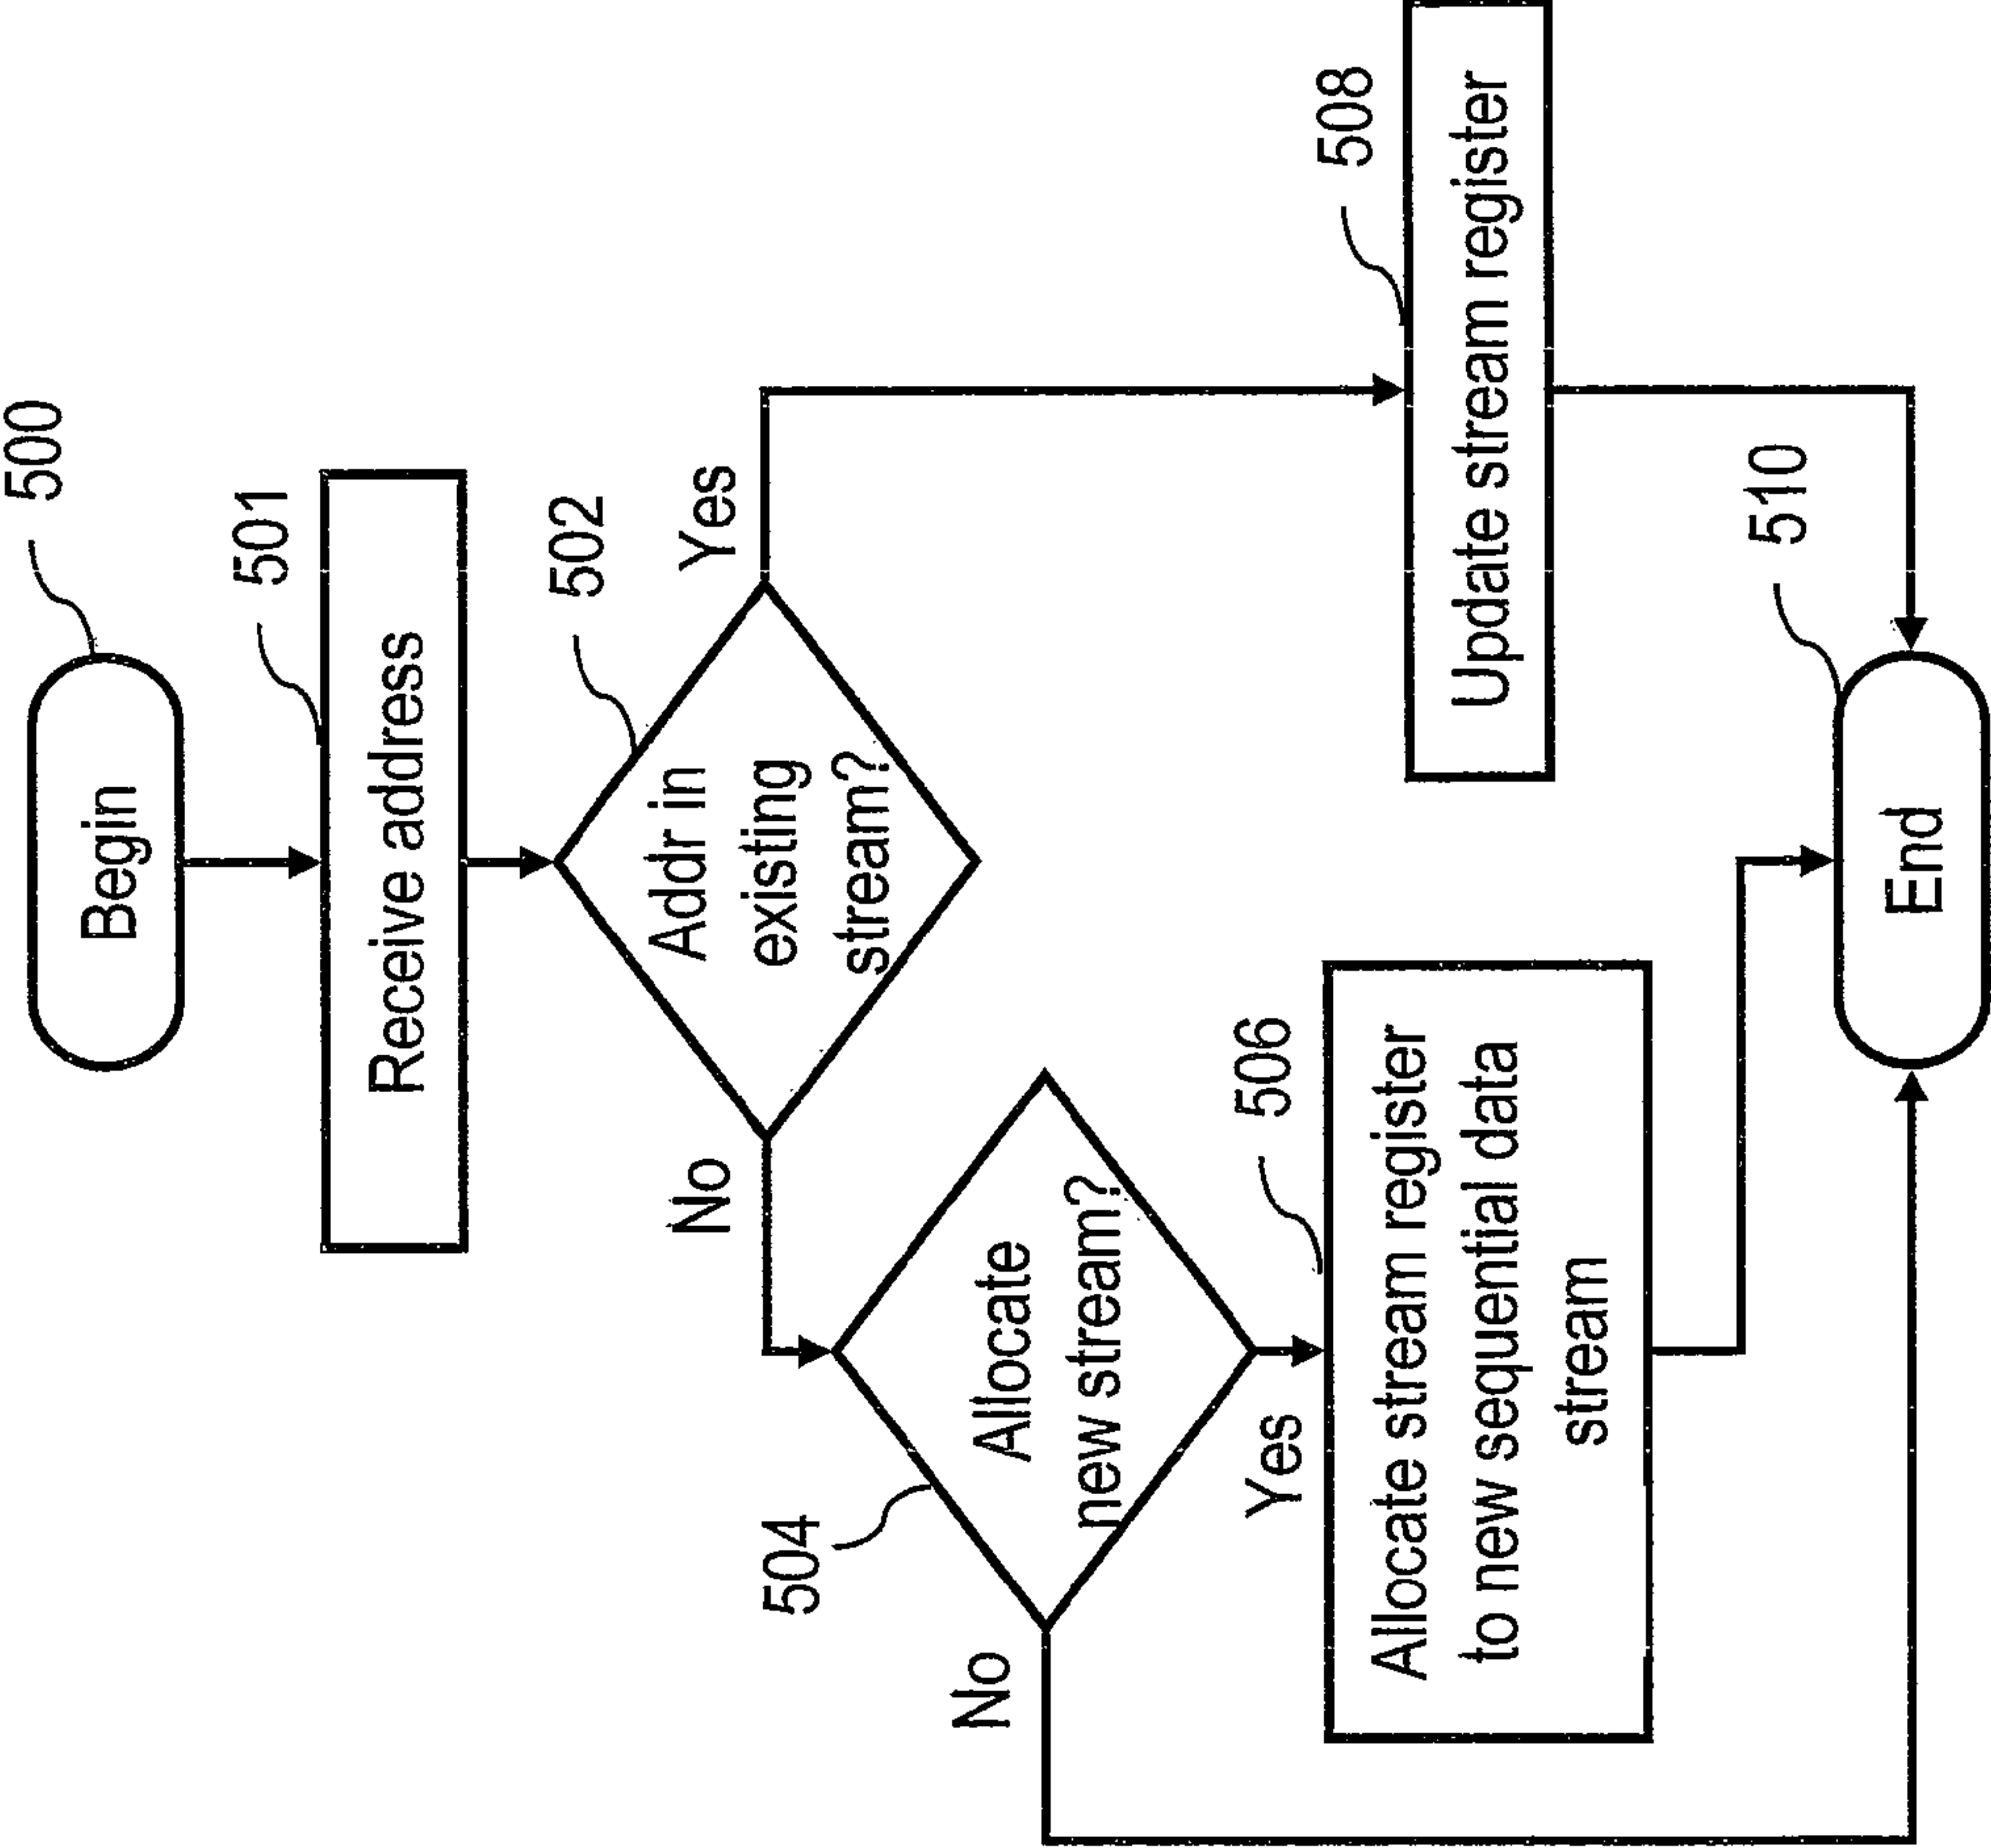 500
Begin
501
Receive address
502
Addr in
existing
stream?
Yes
No
504
Allocate
new stream?
No
Yes
506
Allocate stream register
to new sequential data
stream
508
Update stream register
510
End